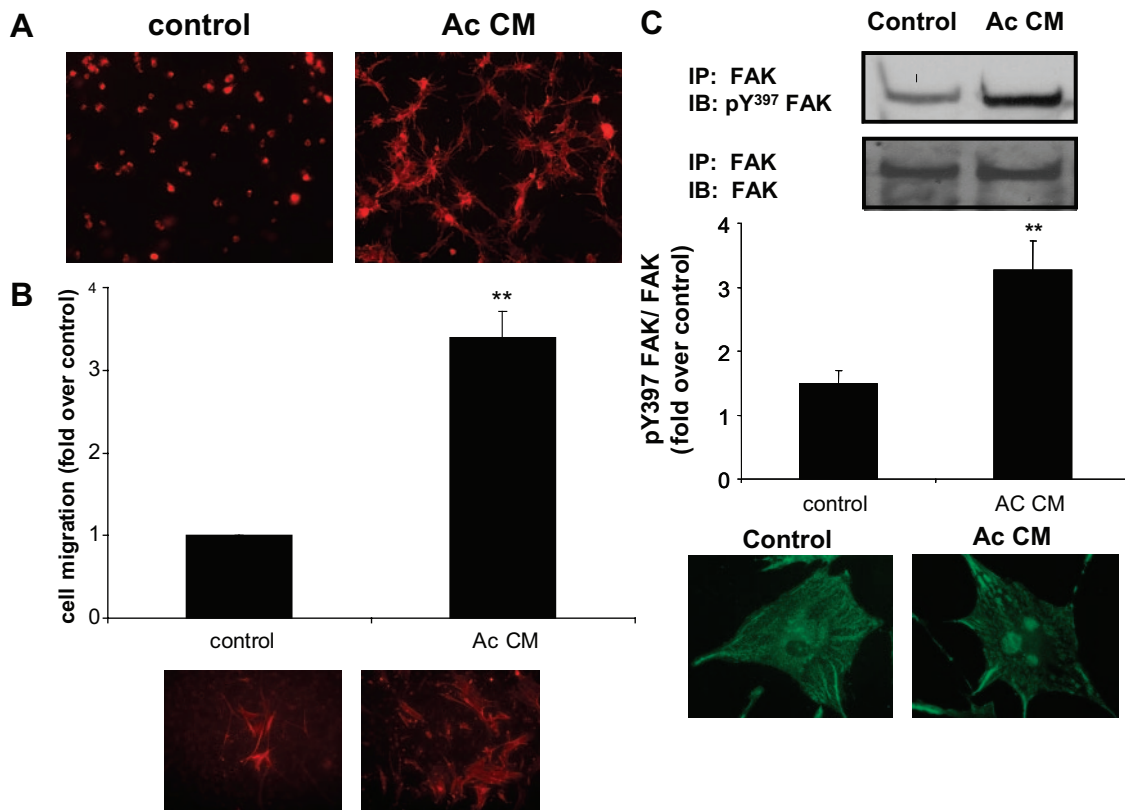 A
control
Ac CM
B
cell migration (fold over control)
4
3
2
1
0
**
control
Ac CM
C
Control
Ac CM
IP: FAK
IB: pY397 FAK
IP: FAK
IB: FAK
pY397 FAK/ FAK
(fold over control)
4
3
2
1
0
**
control
AC CM
Control
Ac CM